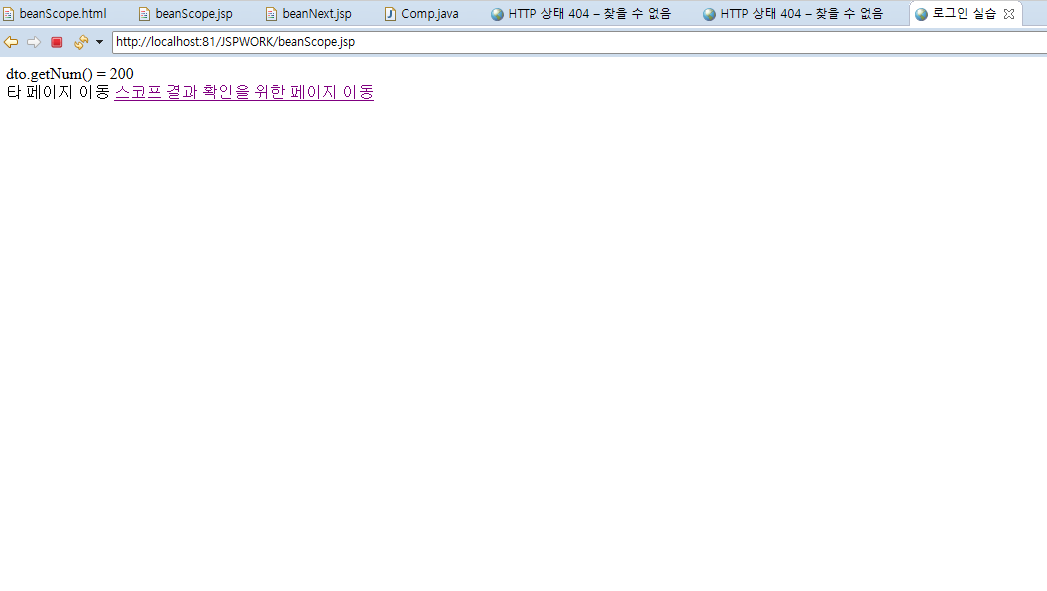 beanScope.html beanScope.jsp beanNext.jsp Comp.java HTTP 상태 404 – 찾을 수 없음 HTTP 상태 404 – 찾을 수 없음 로그인 실습
http://localhost:81/JSPWORK/beanScope.jsp
dto.getNum() = 200
타 페이지 이동 스코프 결과 확인을 위한 페이지 이동